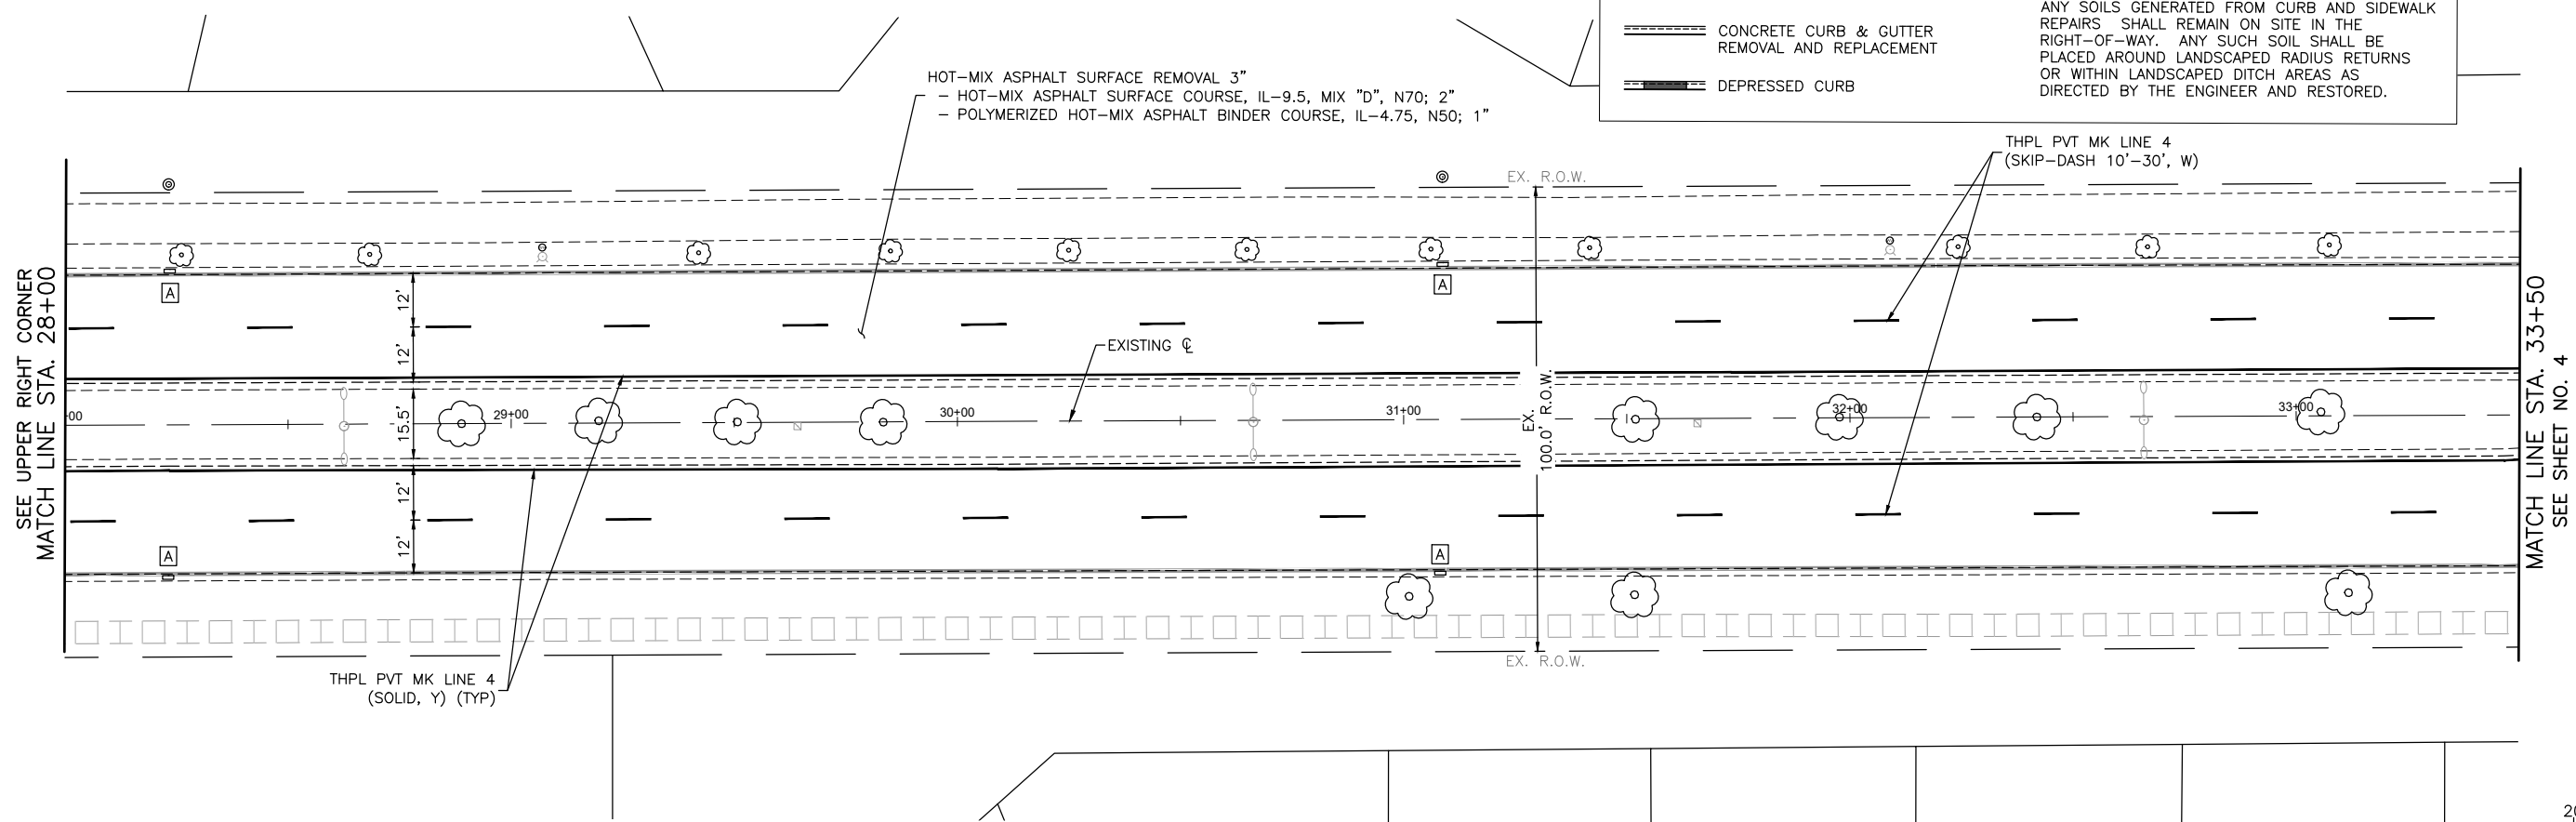 CONCRETE CURB & GUTTER
REMOVAL AND REPLACEMENT
DEPRESSED CURB
ANY SOILS GENERATED FROM CURB AND SIDEWALK
REPAIRS SHALL REMAIN ON SITE IN THE
RIGHT-OF-WAY. ANY SUCH SOIL SHALL BE
PLACED AROUND LANDSCAPED RADIUS RETURNS
OR WITHIN LANDSCAPED DITCH AREAS AS
DIRECTED BY THE ENGINEER AND RESTORED.
HOT-MIX ASPHALT SURFACE REMOVAL 3"
- HOT-MIX ASPHALT SURFACE COURSE, IL-9.5, MIX "D", N70; 2"
- POLYMERIZED HOT-MIX ASPHALT BINDER COURSE, IL-4.75, N50; 1"
THPL PVT MK LINE 4
(SKIP-DASH 10'-30', W)
EX. R.O.W.
SEE UPPER RIGHT CORNER
MATCH LINE STA. 28+00
A
A
12'
12'
EXISTING ℄
00
29+00
30+00
31+00
32+00
33+00
15.5'
EX.
100.0' R.O.W.
12'
12'
A
A
MATCH LINE STA. 33+50
SEE SHEET NO. 4
EX. R.O.W.
THPL PVT MK LINE 4
(SOLID, Y) (TYP)